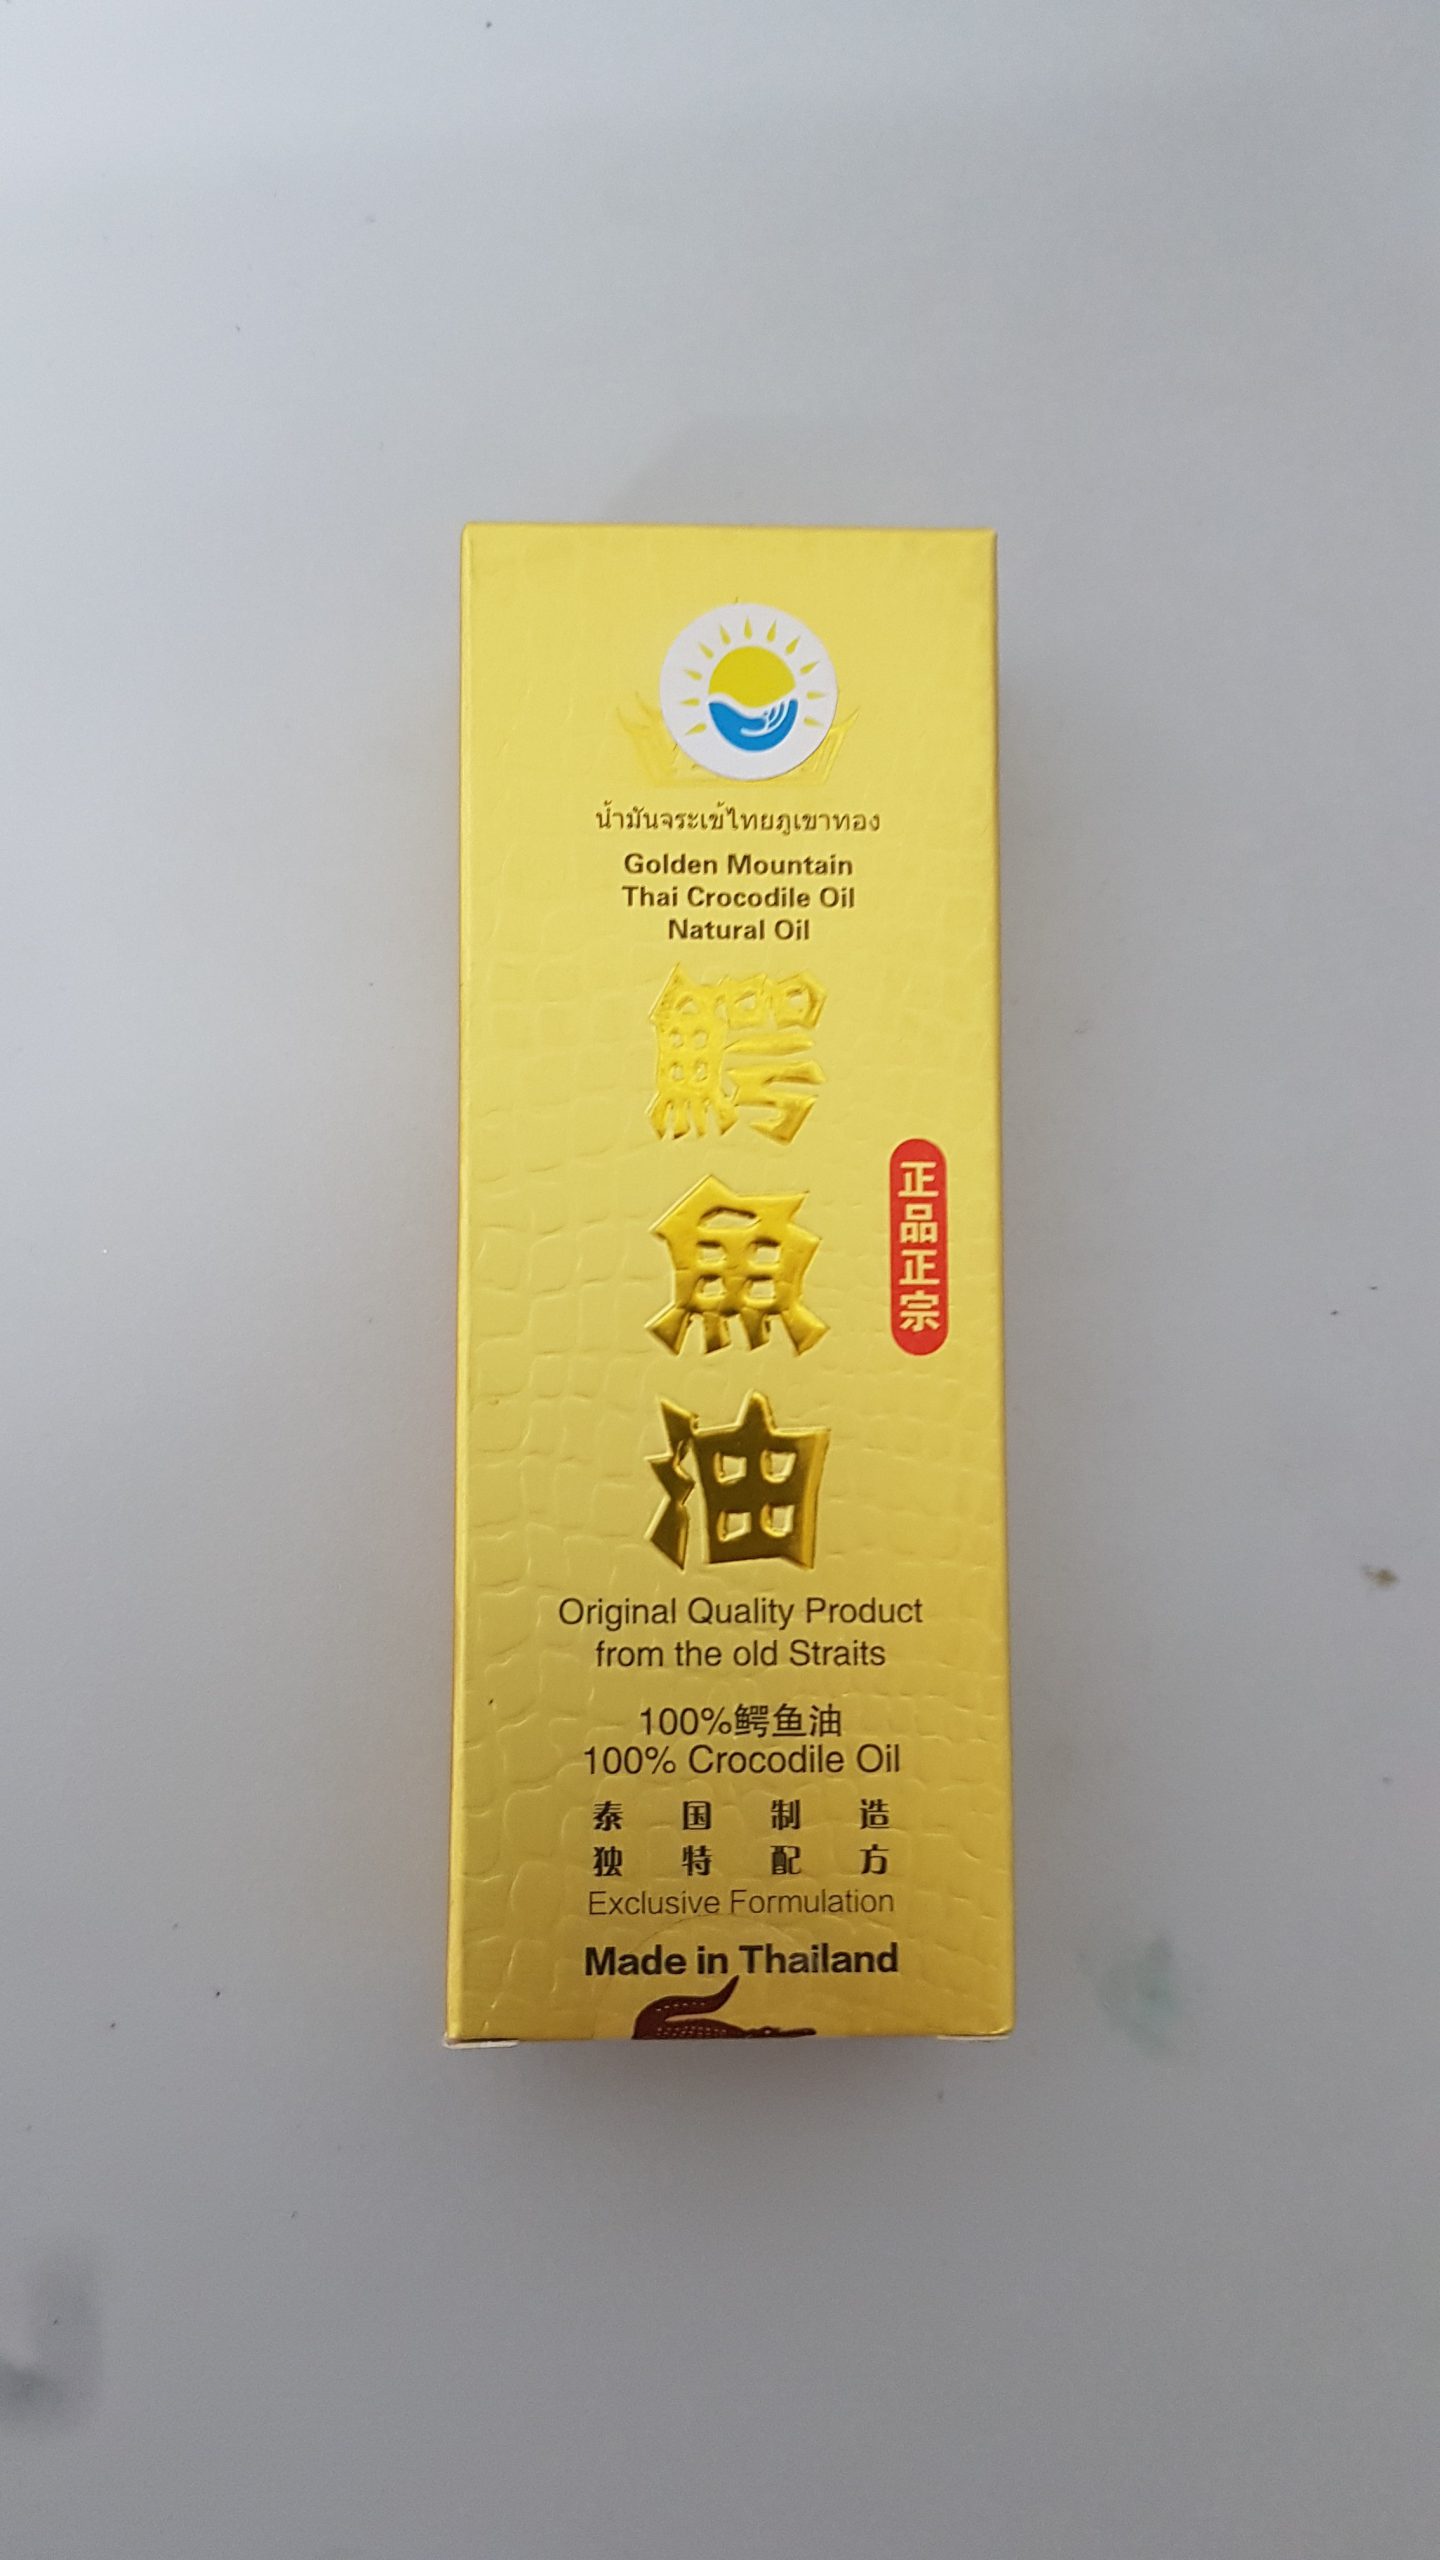 น้ำมันจระเข้ไทยภูเขาทอง
Golden Mountain
Thai Crocodile Oil
Natural Oil
鳄
魚
油
正品正宗
Original Quality Product
from the old Straits
100%鳄鱼油
100% Crocodile Oil
泰国制造
独特配方
Exclusive Formulation
Made in Thailand